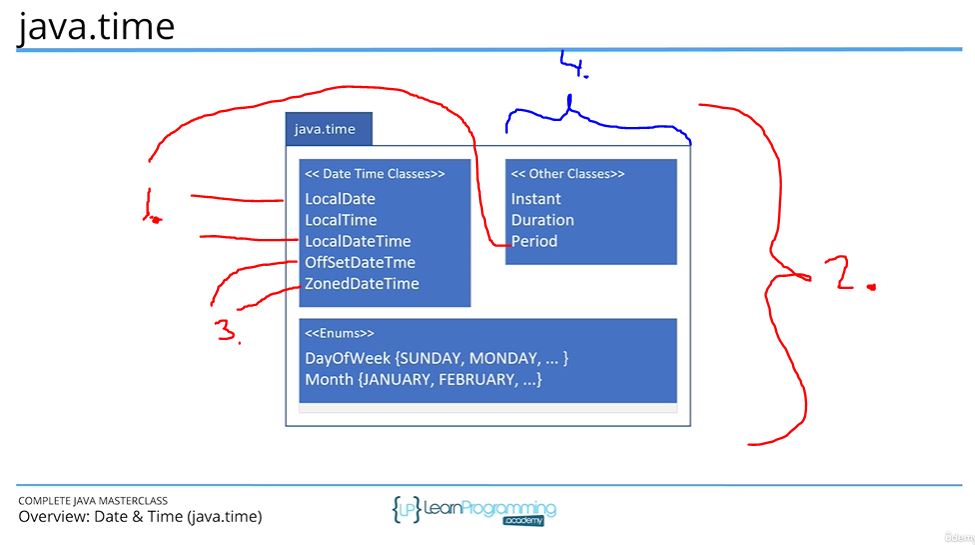 java.time
4.
java.time
<< Date Time Classes>>
LocalDate
LocalTime
LocalDateTime
OffSetDateTme
ZonedDateTime
<< Other Classes>>
Instant
Duration
Period
1.
2.
3.
<<Enums>>
DayOfWeek {SUNDAY, MONDAY, ... }
Month {JANUARY, FEBRUARY, ...}
COMPLETE JAVA MASTERCLASS
Overview: Date & Time (java.time)
{LP} LearnProgramming
.academy
ûdemy